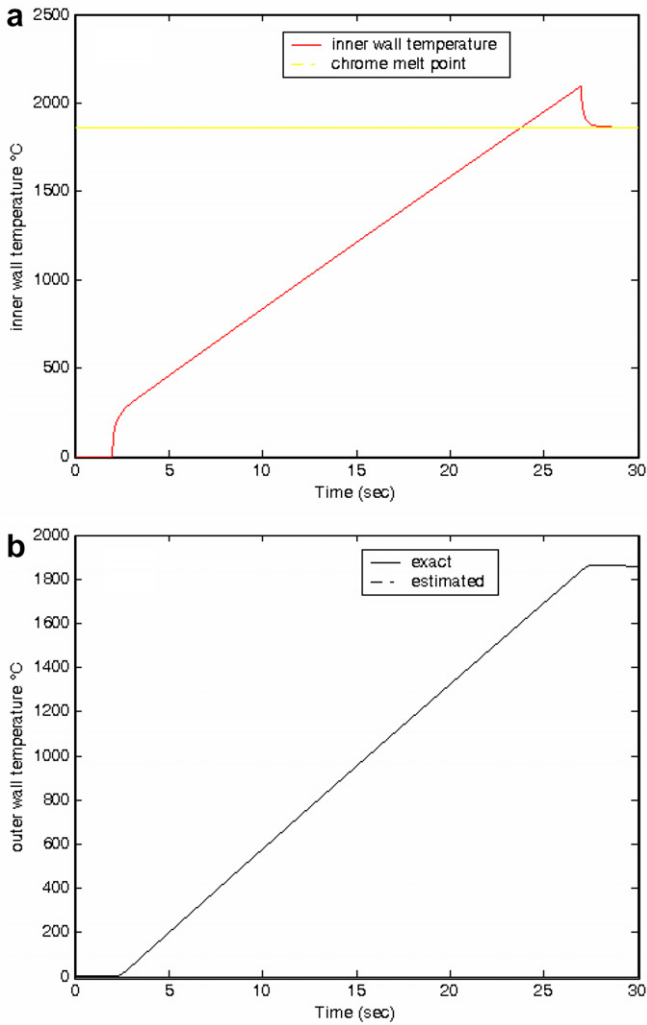 a
2500
inner wall temperature
chrome melt point
2000
1500
1000
500
0
inner wall temperature °C
0 5 10 15 20 25 30
Time (sec)
b
2000
exact
estimated
1800
1600
1400
1200
1000
800
600
400
200
0
outer wall temperature °C
0 5 10 15 20 25 30
Time (sec)